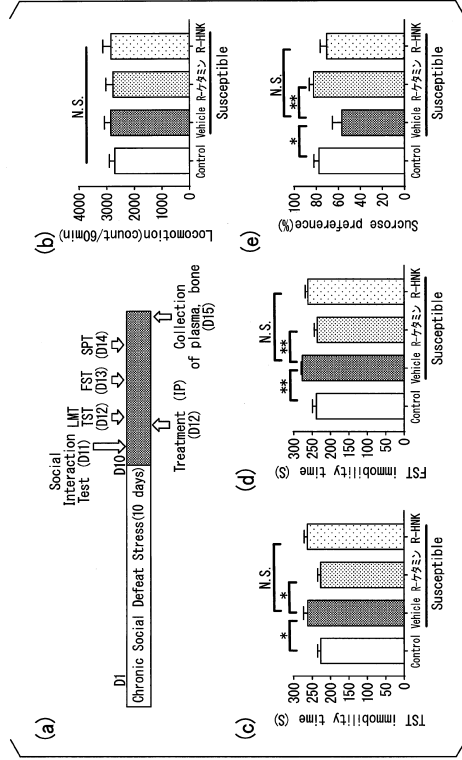 (a)
D1
Chronic Social Defeat Stress(10 days)
D10
Social
Interaction
Test (D11)
LMT
TST
(D12)
FST
(D13)
SPT
(D14)
Treatment (IP)
(D12)
Collection bone
of plasma.
(D15)
(b)
Locomotion(count/60min)
4000
3000
2000
1000
0
N.S.
Control
Vehicle
R-ケタミン
R-HNK
Susceptible
(c)
TST immobility time (S)
300
250
200
150
100
50
0
*
*
N.S.
Control
Vehicle
R-ケタミン
R-HNK
Susceptible
(d)
FST immobility time (S)
300
250
200
150
100
50
0
**
**
N.S.
Control
Vehicle
R-ケタミン
R-HNK
Susceptible
(e)
Sucrose preference(%)
100
80
60
40
20
0
*
**
N.S.
Control
Vehicle
R-ケタミン
R-HNK
Susceptible